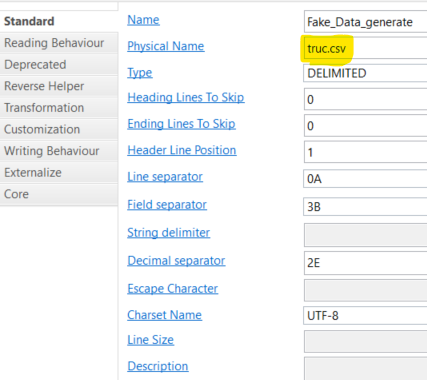 Standard
Reading Behaviour
Deprecated
Reverse Helper
Transformation
Customization
Writing Behaviour
Externalize
Core
Name Fake_Data_generate
Physical Name truc.csv
Type DELIMITED
Heading Lines To Skip 0
Ending Lines To Skip 0
Header Line Position 1
Line separator 0A
Field separator 3B
String delimiter
Decimal separator 2E
Escape Character
Charset Name UTF-8
Line Size
Description